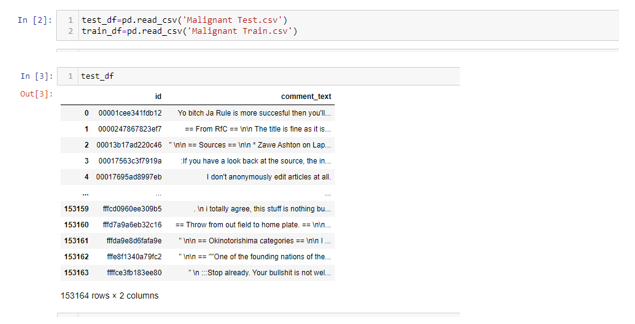 In [2]:
1 test_df=pd.read_csv('Malignant Test.csv')
2 train_df=pd.read_csv('Malignant Train.csv')
In [3]:
1 test_df
Out[3]:
id comment_text
0 00001cee341fdb12 Yo bitch Ja Rule is more succesful then you'll...
1 0000247867823ef7 == From RfC == \n\n The title is fine as it is...
2 00013b17ad220c46 " \n\n == Sources == \n\n * Zawe Ashton on Lap...
3 00017563c3f7919a :If you have a look back at the source, the in...
4 00017695ad8997eb I don't anonymously edit articles at all.
... ... ...
153159 fffcd0960ee309b5 . \n i totally agree, this stuff is nothing bu...
153160 fffd7a9a6eb32c16 == Throw from out field to home plate. == \n\n...
153161 fffda9e8d6fafa9e " \n\n == Okinotorishima categories == \n\n I ...
153162 fffe8f1340a79fc2 " \n\n == ""One of the founding nations of the...
153163 ffffce3fb183ee80 " \n :::Stop already. Your bullshit is not wel...
153164 rows × 2 columns